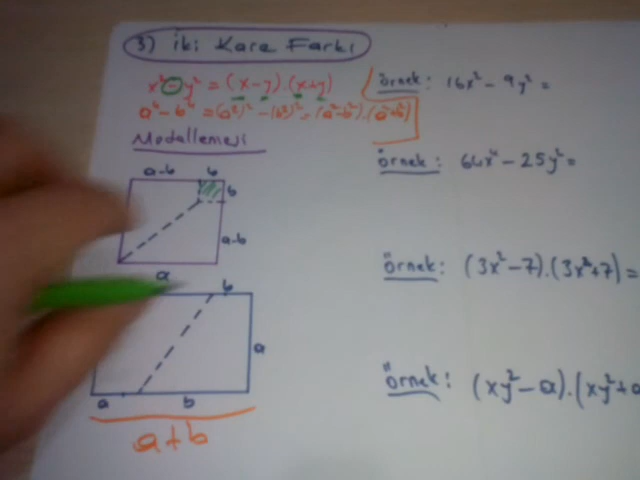 3) İki Kare Farkı
x² - y² = (x-y).(x+y)
a⁴ - b⁴ = (a²)² - (b²)² = (a²-b²).(a²+b²)
Modellemesi
a-b b
b
a-b
a
b
a
a b
a+b
örnek: 16x² - 9y² =
örnek: 64x⁴ - 25y² =
örnek: (3x²-7).(3x²+7) =
örnek: (xy²-a).(xy²+a